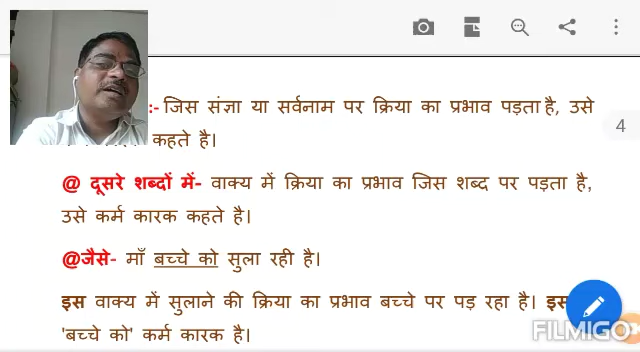 :- जिस संज्ञा या सर्वनाम पर क्रिया का प्रभाव पड़ता है, उसे
कहते है।
@ दूसरे शब्दों में- वाक्य में क्रिया का प्रभाव जिस शब्द पर पड़ता है,
उसे कर्म कारक कहते है।
@जैसे- माँ बच्चे को सुला रही है।
इस वाक्य में सुलाने की क्रिया का प्रभाव बच्चे पर पड़ रहा है। इस
'बच्चे को' कर्म कारक है।
4
FILMIGO